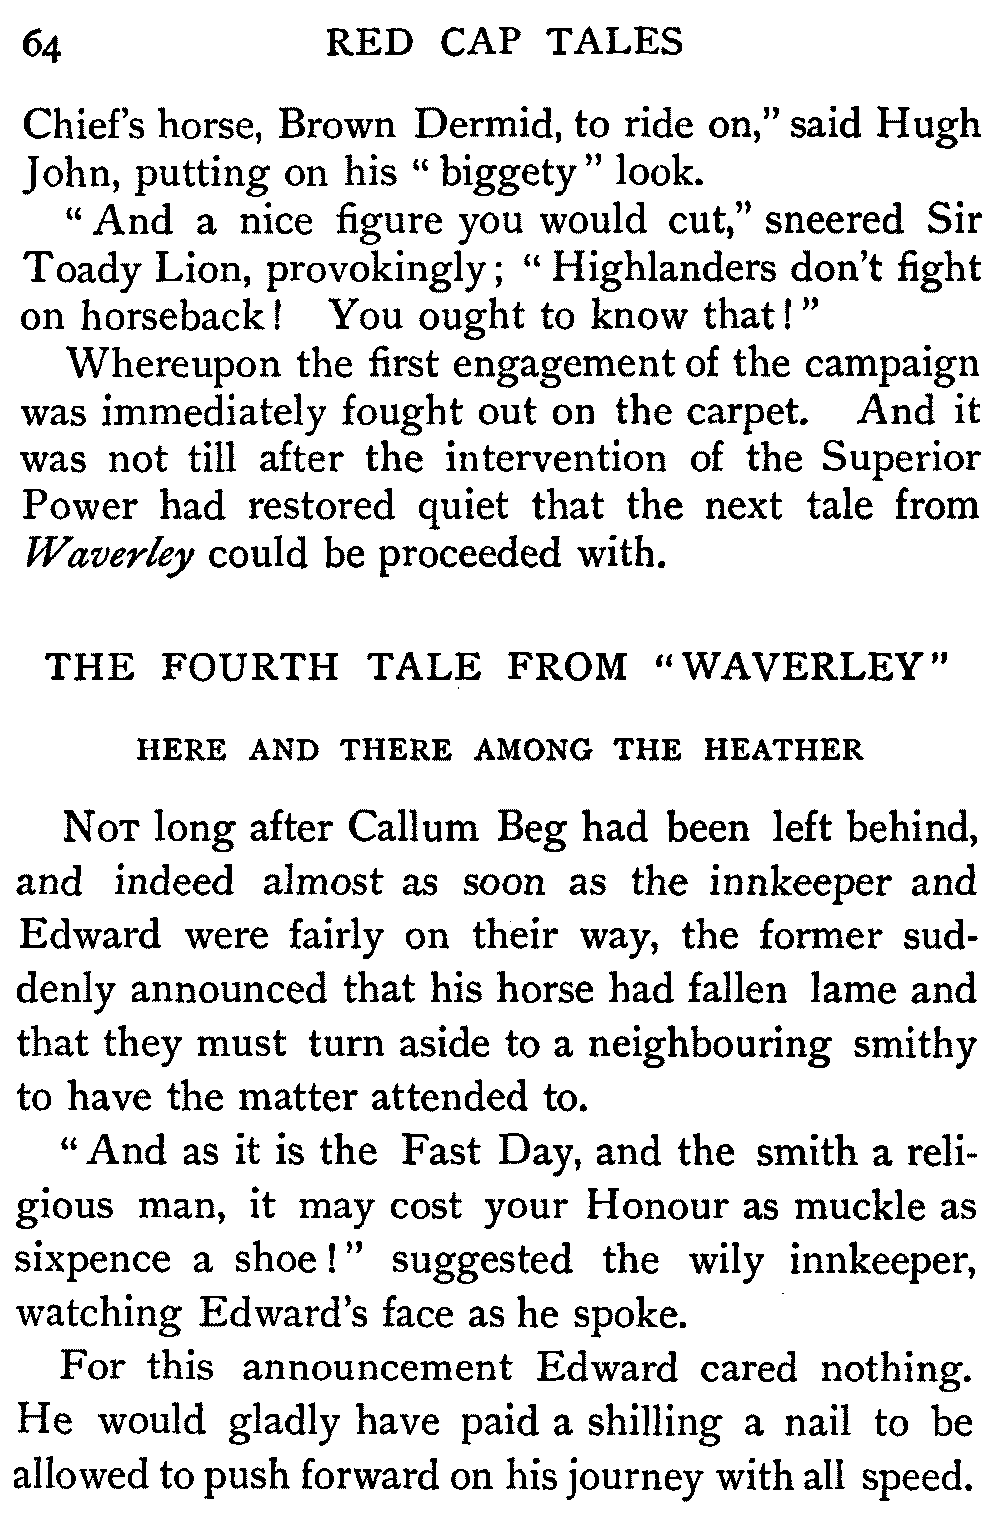 64 RED CAP TALES
Chief's horse, Brown Dermid, to ride on," said Hugh
John, putting on his "biggety" look.
"And a nice figure you would cut," sneered Sir
Toady Lion, provokingly; "Highlanders don't fight
on horseback! You ought to know that!"
Whereupon the first engagement of the campaign
was immediately fought out on the carpet. And it
was not till after the intervention of the Superior
Power had restored quiet that the next tale from
Waverley could be proceeded with.
THE FOURTH TALE FROM "WAVERLEY"
HERE AND THERE AMONG THE HEATHER
NOT long after Callum Beg had been left behind,
and indeed almost as soon as the innkeeper and
Edward were fairly on their way, the former sud-
denly announced that his horse had fallen lame and
that they must turn aside to a neighbouring smithy
to have the matter attended to.
"And as it is the Fast Day, and the smith a reli-
gious man, it may cost your Honour as muckle as
sixpence a shoe!" suggested the wily innkeeper,
watching Edward's face as he spoke.
For this announcement Edward cared nothing.
He would gladly have paid a shilling a nail to be
allowed to push forward on his journey with all speed.